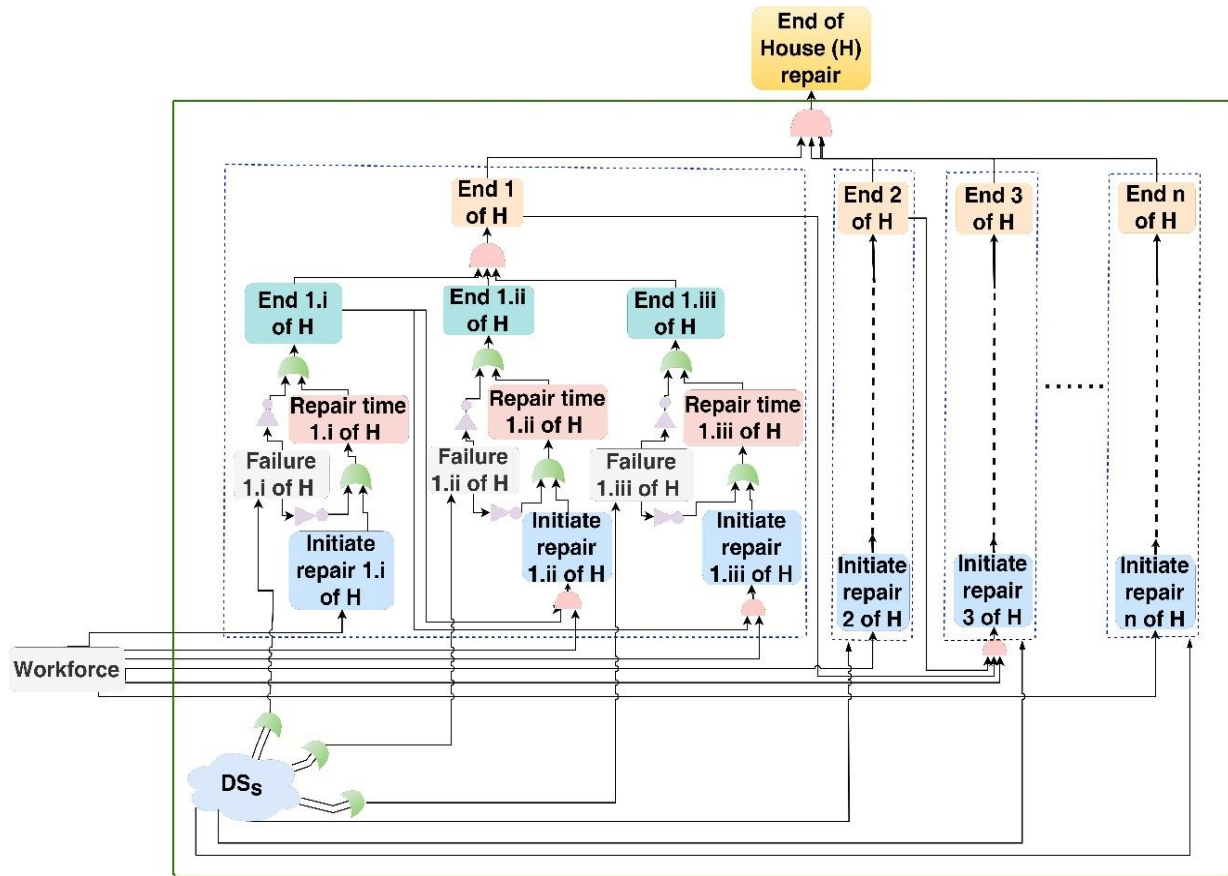 End of
House (H)
repair
End 1
of H
End 2
of H
End 3
of H
End n
of H
End 1.i
of H
End 1.ii
of H
End 1.iii
of H
Repair time
1.i of H
Repair time
1.ii of H
Repair time
1.iii of H
Failure
1.i of H
Failure
1.ii of H
Failure
1.iii of H
Initiate
repair 1.i
of H
Initiate
repair
1.ii of H
Initiate
repair
1.iii of H
Initiate
repair
2 of H
Initiate
repair
3 of H
Initiate
repair
n of H
Workforce
DSs